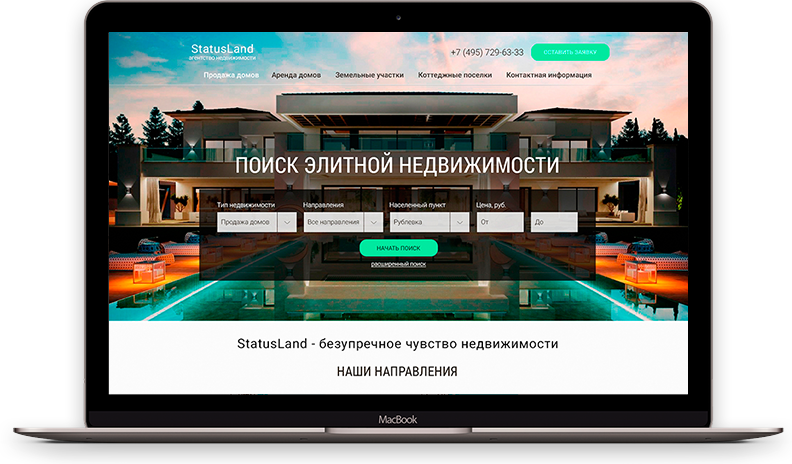 StatusLand
агентство недвижимости
+7 (495) 729-63-33
ОСТАВИТЬ ЗАЯВКУ
Продажа домов Аренда домов Земельные участки Коттеджные поселки Контактная информация
ПОИСК ЭЛИТНОЙ НЕДВИЖИМОСТИ
Тип недвижимости Направления Населенный пункт Цена, руб.
Продажа домов Все направления Рублевка От До
НАЧАТЬ ПОИСК
расширенный поиск
StatusLand - безупречное чувство недвижимости
НАШИ НАПРАВЛЕНИЯ
MacBook